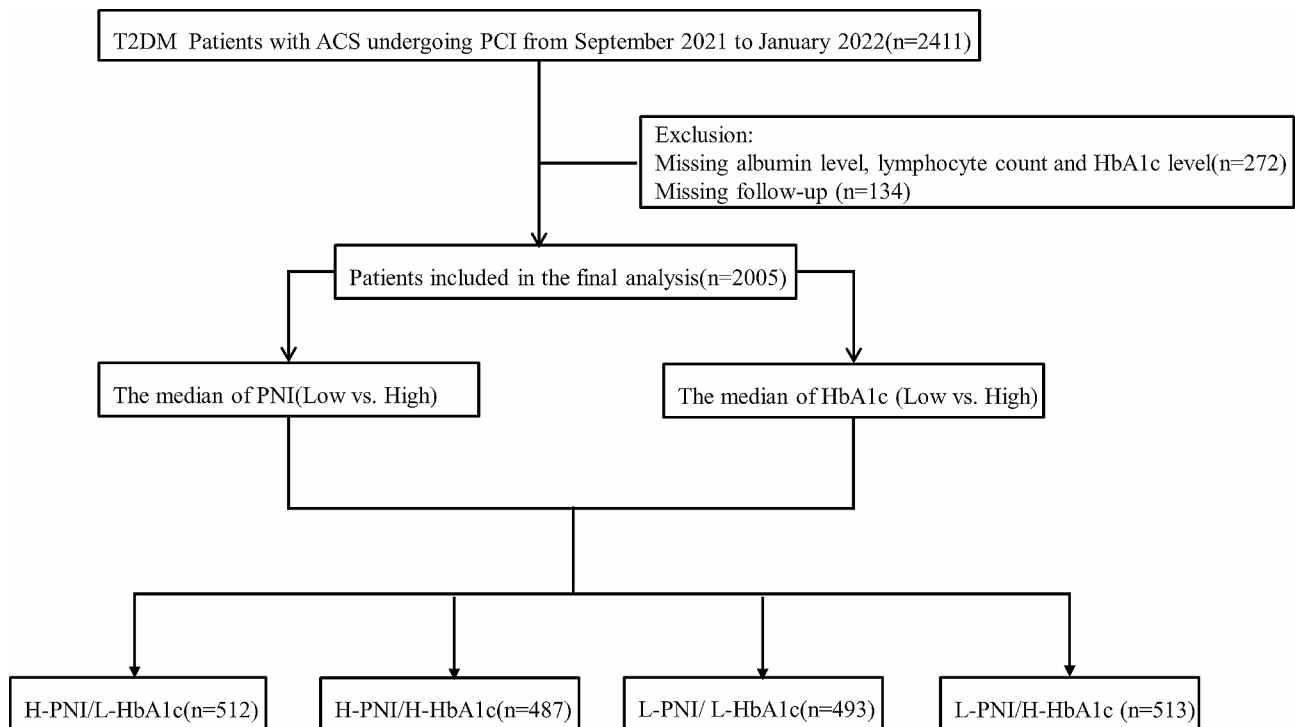 T2DM Patients with ACS undergoing PCI from September 2021 to January 2022(n=2411)
Exclusion:
Missing albumin level, lymphocyte count and HbA1c level(n=272)
Missing follow-up (n=134)
Patients included in the final analysis(n=2005)
The median of PNI(Low vs. High)
The median of HbA1c (Low vs. High)
H-PNI/L-HbA1c(n=512)
H-PNI/H-HbA1c(n=487)
L-PNI/ L-HbA1c(n=493)
L-PNI/H-HbA1c (n=513)